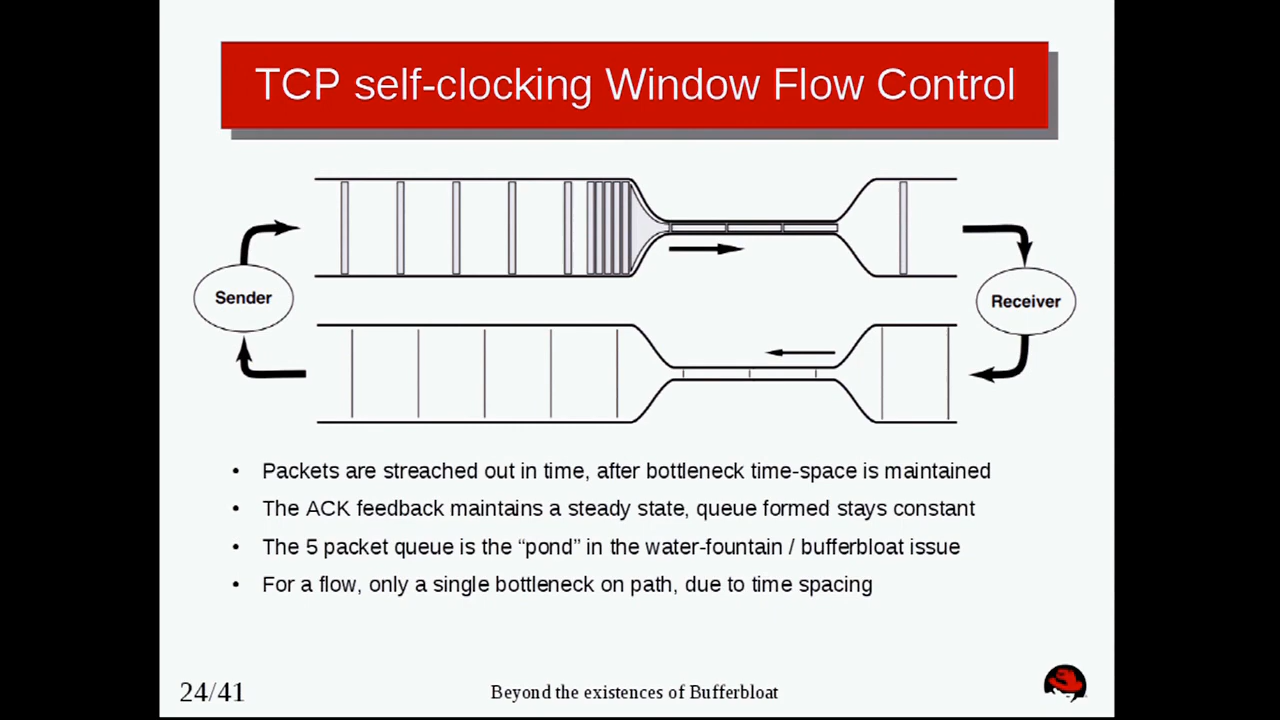 TCP self-clocking Window Flow Control
Sender
Receiver
• Packets are streached out in time, after bottleneck time-space is maintained
• The ACK feedback maintains a steady state, queue formed stays constant
• The 5 packet queue is the “pond” in the water-fountain / bufferbloat issue
• For a flow, only a single bottleneck on path, due to time spacing
24/41
Beyond the existences of Bufferbloat